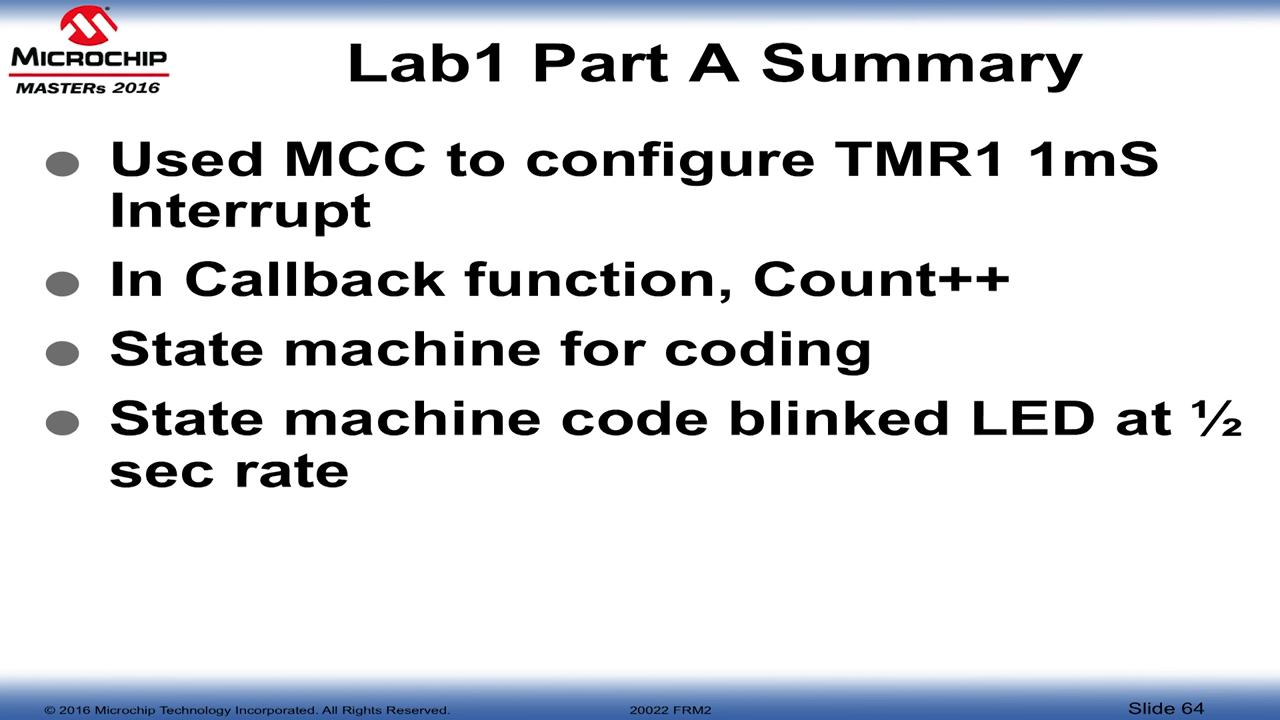 MICROCHIP
MASTERs 2016
Lab1 Part A Summary
Used MCC to configure TMR1 1mS
Interrupt
In Callback function, Count++
State machine for coding
State machine code blinked LED at ½
sec rate
© 2016 Microchip Technology Incorporated. All Rights Reserved.
20022 FRM2
Slide 64